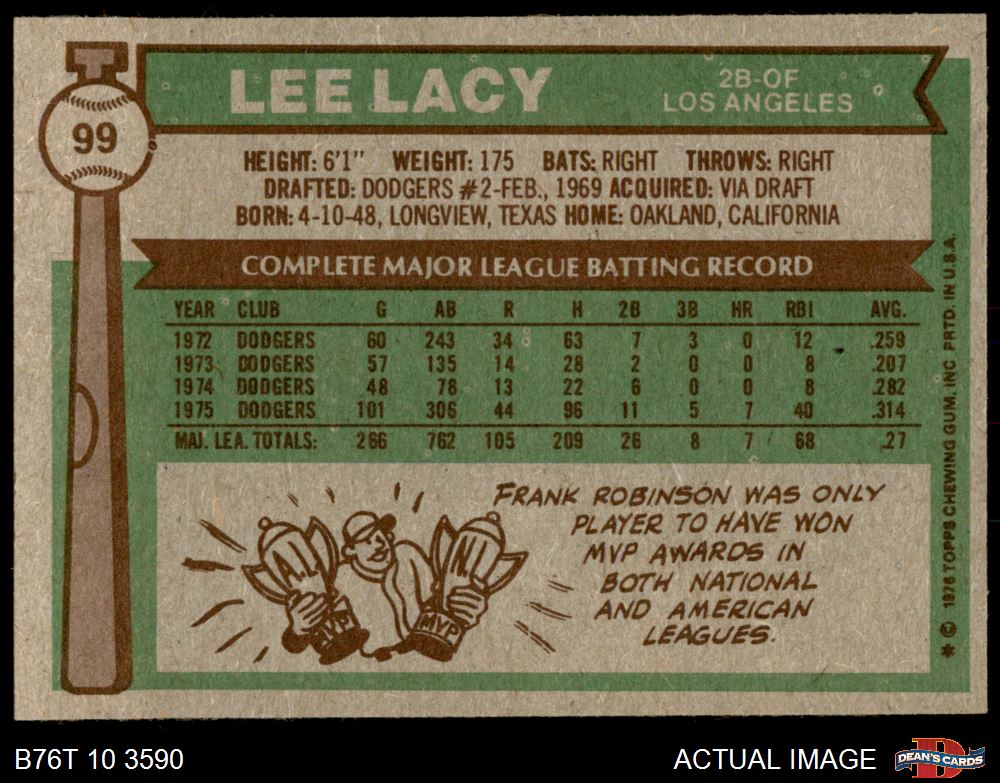 LEE LACY
2B-OF
LOS ANGELES
99
HEIGHT: 6'1" WEIGHT: 175 BATS: RIGHT THROWS: RIGHT
DRAFTED: DODGERS #2-FEB., 1969 ACQUIRED: VIA DRAFT
BORN: 4-10-48, LONGVIEW, TEXAS HOME: OAKLAND, CALIFORNIA
COMPLETE MAJOR LEAGUE BATTING RECORD
YEAR CLUB G AB R H 2B 3B HR RBI AVG.
1972 DODGERS 60 243 34 63 7 3 0 12 .259
1973 DODGERS 57 135 14 28 2 0 0 8 .207
1974 DODGERS 48 78 13 22 6 0 0 8 .282
1975 DODGERS 101 306 44 96 11 5 7 40 .314
MAJ. LEA. TOTALS: 266 762 105 209 26 8 7 68 .27
FRANK ROBINSON WAS ONLY
PLAYER TO HAVE WON
MVP AWARDS IN
BOTH NATIONAL
AND AMERICAN
LEAGUES.
A.L.
MVP
N.L.
MVP
* © 1976 TOPPS CHEWING GUM, INC. PRTD. IN U.S.A.
B76T 10 3590
ACTUAL IMAGE
D
DEAN'S CARDS